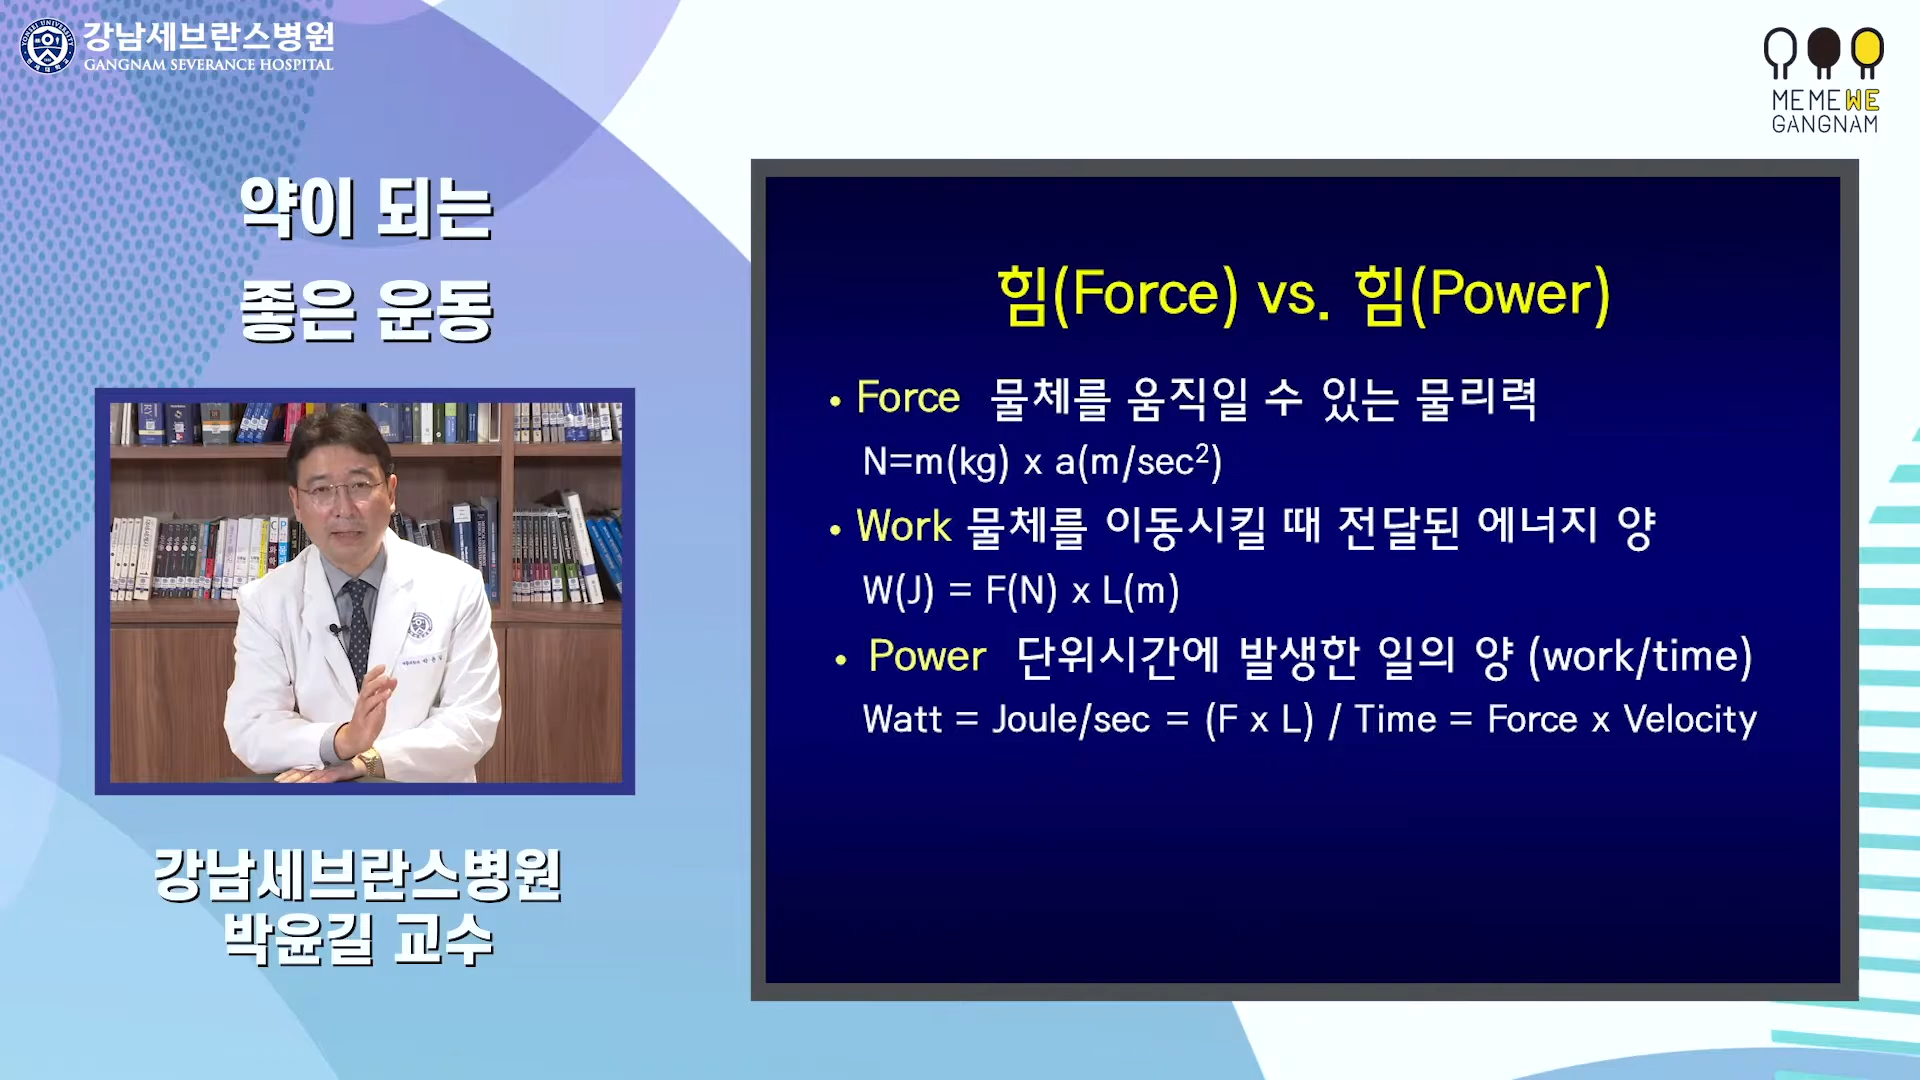 강남세브란스병원
GANGNAM SEVERANCE HOSPITAL
MEMEWE
GANGNAM
약이 되는
좋은 운동
힘(Force) vs. 힘(Power)
• Force 물체를 움직일 수 있는 물리력
N=m(kg) x a(m/sec²)
• Work 물체를 이동시킬 때 전달된 에너지 양
W(J) = F(N) x L(m)
• Power 단위시간에 발생한 일의 양 (work/time)
Watt = Joule/sec = (F x L) / Time = Force x Velocity
강남세브란스병원
박윤길 교수